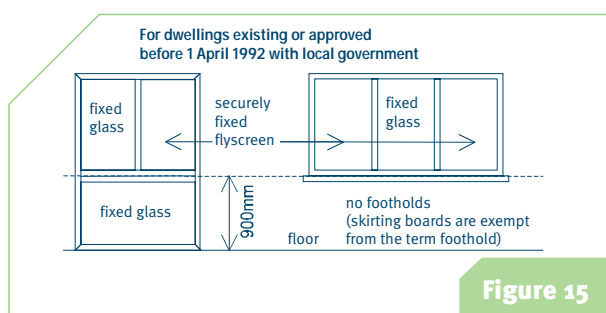 For dwellings existing or approved
before 1 April 1992 with local government
fixed
glass
securely
fixed
flyscreen
fixed
glass
fixed glass
900mm
floor
no footholds
(skirting boards are exempt
from the term foothold)
Figure 15